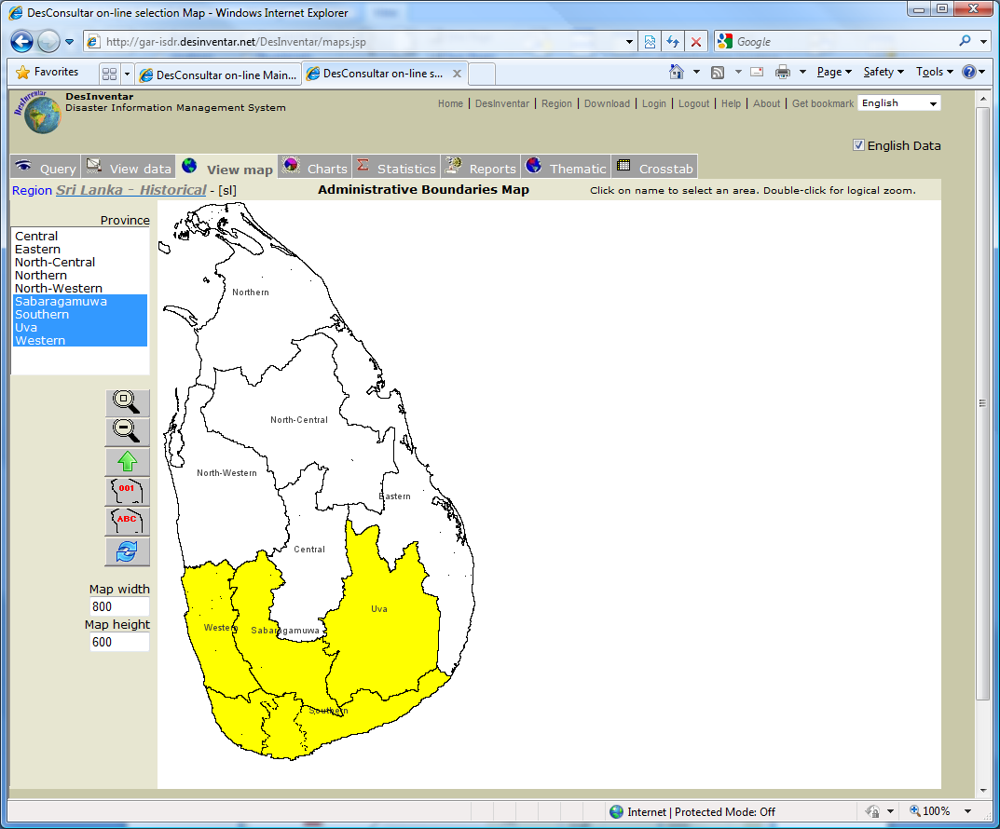 DesConsultar on-line selection Map - Windows Internet Explorer
http://gar-isdr.desinventar.net/DesInventar/maps.jsp
Google
Favorites
DesConsultar on-line Main...
DesConsultar on-line s...
Page
Safety
Tools
DesInventar
DesInventar
Disaster Information Management System
Home | DesInventar | Region | Download | Login | Logout | Help | About | Get bookmark
English
English Data
Query
View data
View map
Charts
Statistics
Reports
Thematic
Crosstab
Region Sri Lanka - Historical - [sl]
Administrative Boundaries Map
Click on name to select an area. Double-click for logical zoom.
Province
Central
Eastern
North-Central
Northern
North-Western
Sabaragamuwa
Southern
Uva
Western
001
ABC
Map width
800
Map height
600
Northern
North-Central
North-Western
Eastern
Central
Uva
Western
Sabaragamuwa
Southern
Internet | Protected Mode: Off
100%